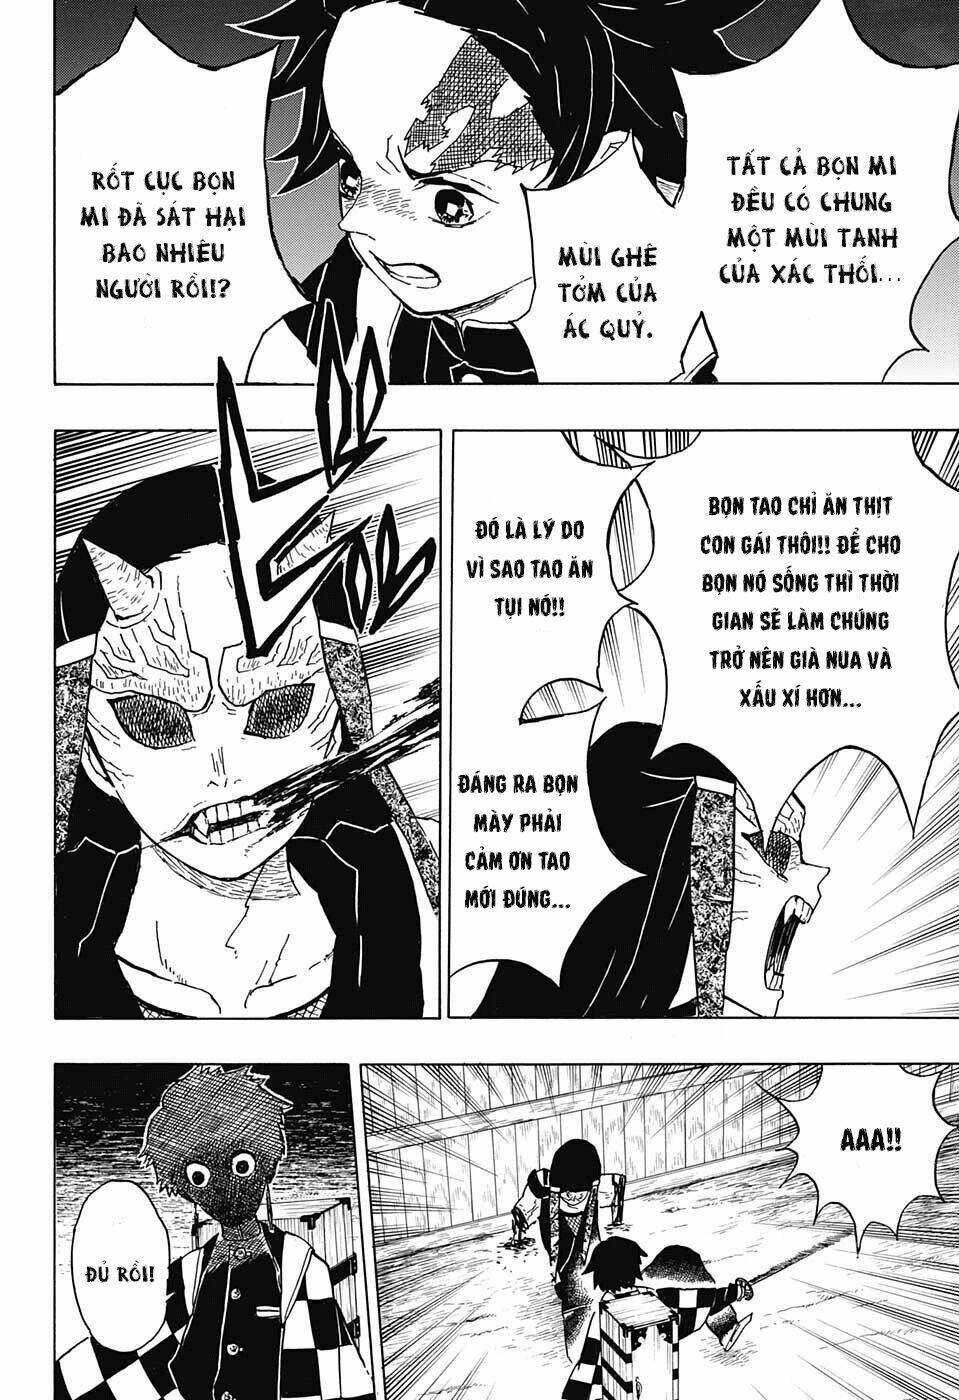 TẤT CẢ BỌN MI
ĐỀU CÓ CHUNG
MỘT MÙI TANH
CỦA XÁC THỐI...
MÙI GHÊ
TỞM CỦA
ÁC QUỶ.
RỐT CỤC BỌN
MI ĐÃ SÁT HẠI
BAO NHIÊU
NGƯỜI RỒI!?
BỌN TAO CHỈ ĂN THỊT
CON GÁI THÔI!! ĐỂ CHO
BỌN NÓ SỐNG THÌ THỜI
GIAN SẼ LÀM CHÚNG
TRỞ NÊN GIÀ NUA VÀ
XẤU XÍ HƠN...
ĐÓ LÀ LÝ DO
VÌ SAO TAO ĂN
TỤI NÓ!!
ĐÁNG RA BỌN
MÀY PHẢI
CẢM ƠN TAO
MỚI ĐÚNG...
AAA!!
ĐỦ RỒI!